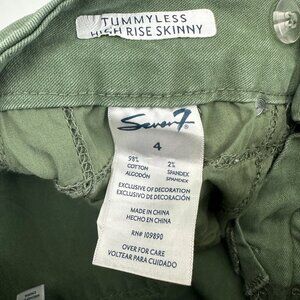 TUMMYLESS
HIGH RISE SKINNY
Seven7
4
98% 2%
COTTON SPANDEX
ALGODÓN SPANDEX
EXCLUSIVE OF DECORATION
EXCLUSIVO DE DECORACIÓN
MADE IN CHINA
HECHO EN CHINA
RN# 109890
OVER FOR CARE
VOLTEAR PARA CUIDADO